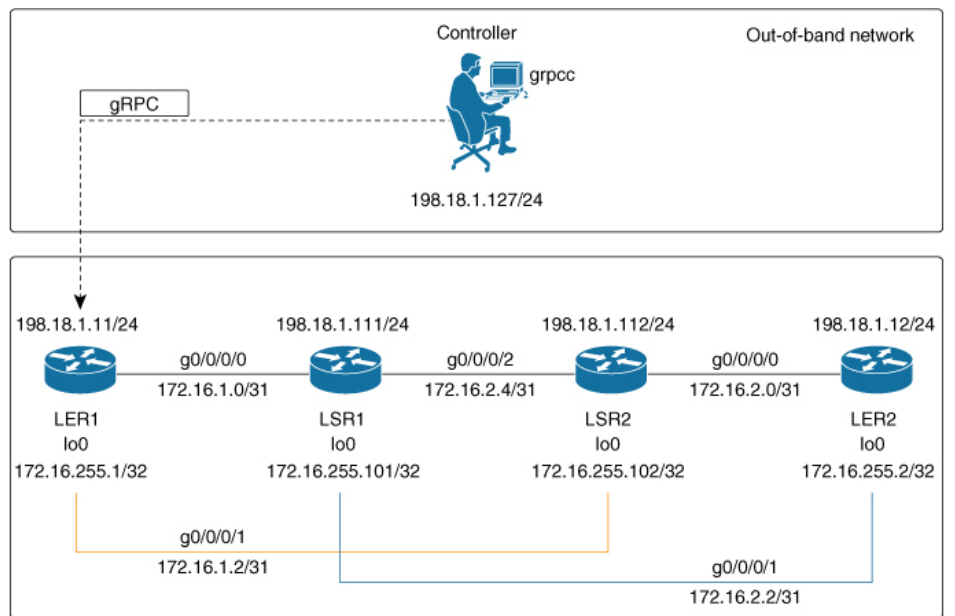 Controller
Out-of-band network
grpcc
gRPC
198.18.1.127/24
198.18.1.11/24
198.18.1.111/24
198.18.1.112/24
198.18.1.12/24
g0/0/0/0
g0/0/0/2
g0/0/0/0
172.16.1.0/31
172.16.2.4/31
172.16.2.0/31
LER1
LSR1
LSR2
LER2
lo0
lo0
lo0
lo0
172.16.255.1/32
172.16.255.101/32
172.16.255.102/32
172.16.255.2/32
g0/0/0/1
172.16.1.2/31
g0/0/0/1
172.16.2.2/31